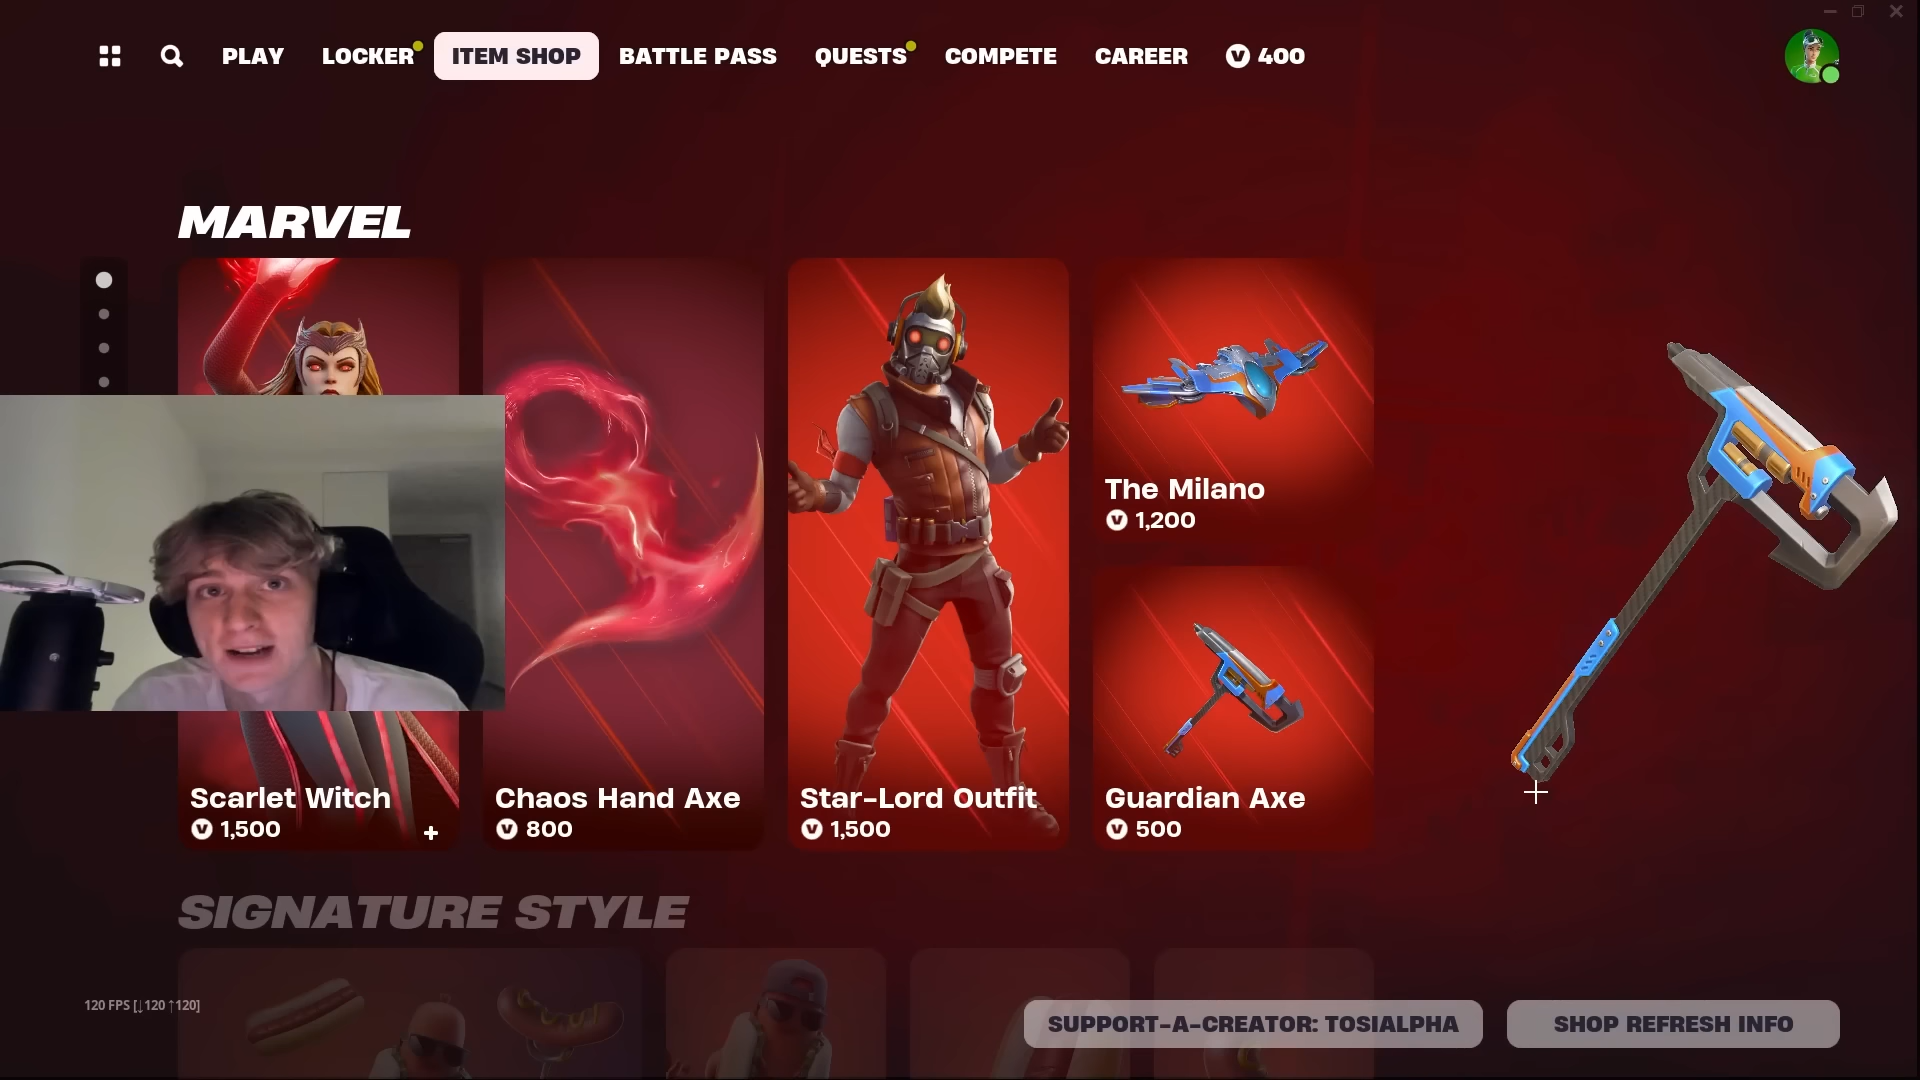 PLAY LOCKER ITEM SHOP BATTLE PASS QUESTS COMPETE CAREER 400
MARVEL
The Milano
1,200
Scarlet Witch
1,500
Chaos Hand Axe
800
Star-Lord Outfit
1,500
Guardian Axe
500
SIGNATURE STYLE
120 FPS [↓120 ↑120]
SUPPORT-A-CREATOR: TOSIALPHA
SHOP REFRESH INFO